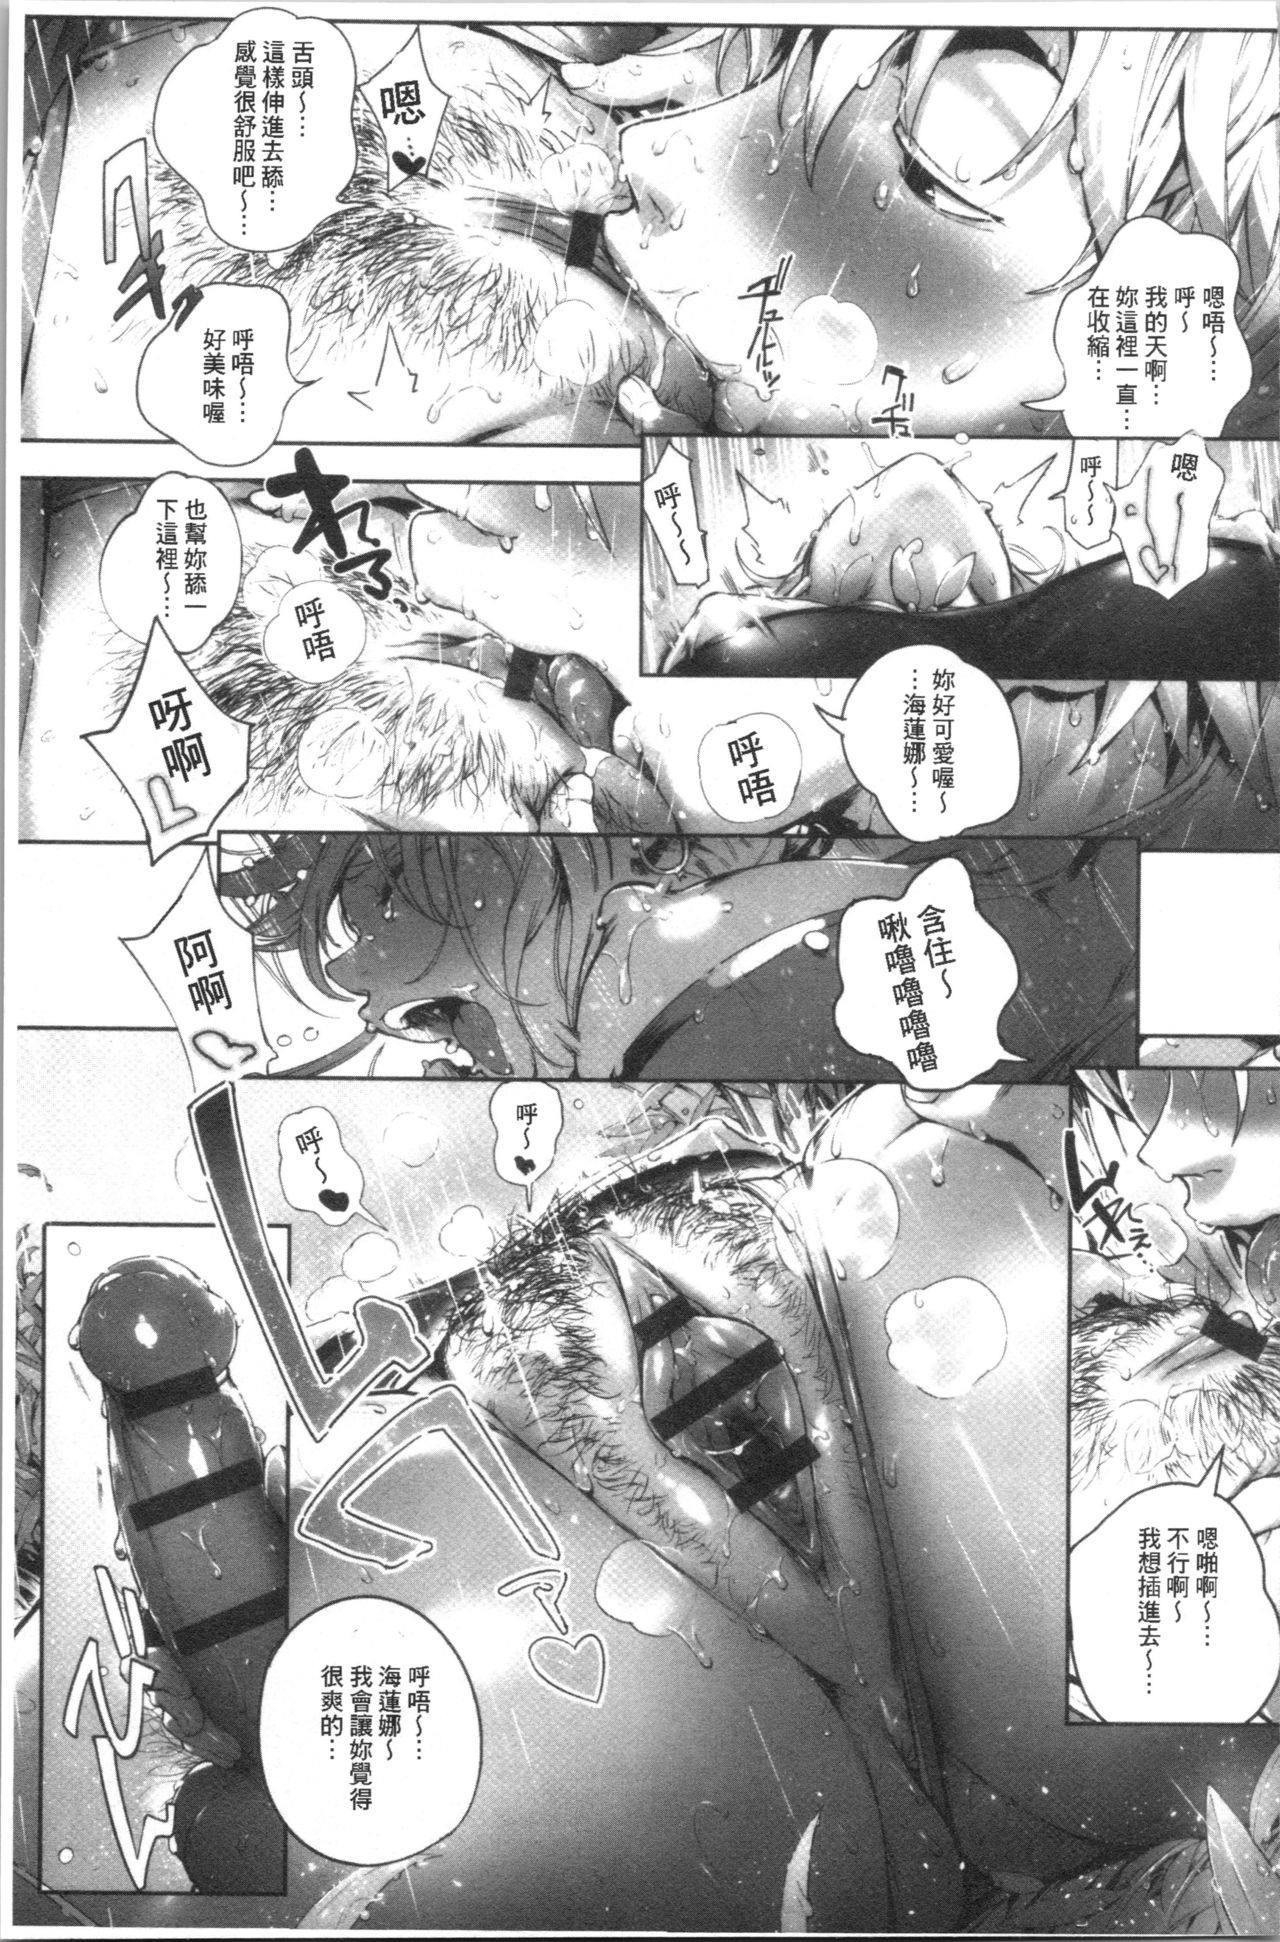 嗯唔～…
呼～
我的天啊…
妳這裡一直…
在收縮…
舌頭～…
這樣伸進去舔…
感覺很舒服吧～…
嗯…
呼唔～…
好美味喔
嗯～
呼～
呼～～
妳好可愛喔～
…海蓮娜～…
呼唔
呼唔
也幫妳舔一
下這裡～…
呀啊
含住～
啾嚕嚕嚕嚕
阿啊
呼～
呼～
嗯啪啊～…
不行啊～
我想插進去～…
呼唔～…
海蓮娜～
我會讓妳覺得
很爽的…